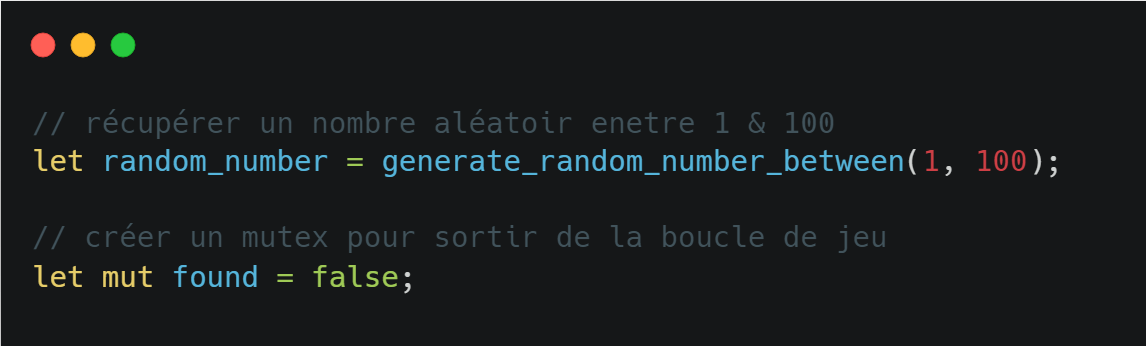 // récupérer un nombre aléatoir enetre 1 & 100
let random_number = generate_random_number_between(1, 100);
// créer un mutex pour sortir de la boucle de jeu
let mut found = false;